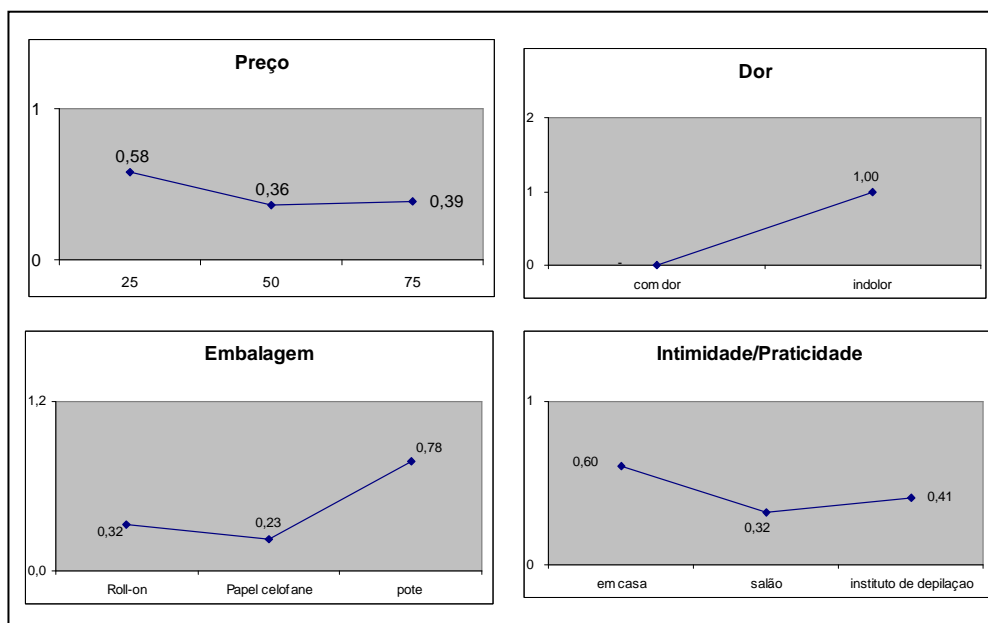 Preço
1
0,58
0,36
0,39
0
25 50 75
Dor
2
1
1,00
0
-
com dor indolor
Embalagem
1,2
0,78
0,32
0,23
0,0
Roll-on Papel celofane pote
Intimidade/Praticidade
1
0,60
0,41
0,32
0
em casa salão instituto de depilaçao